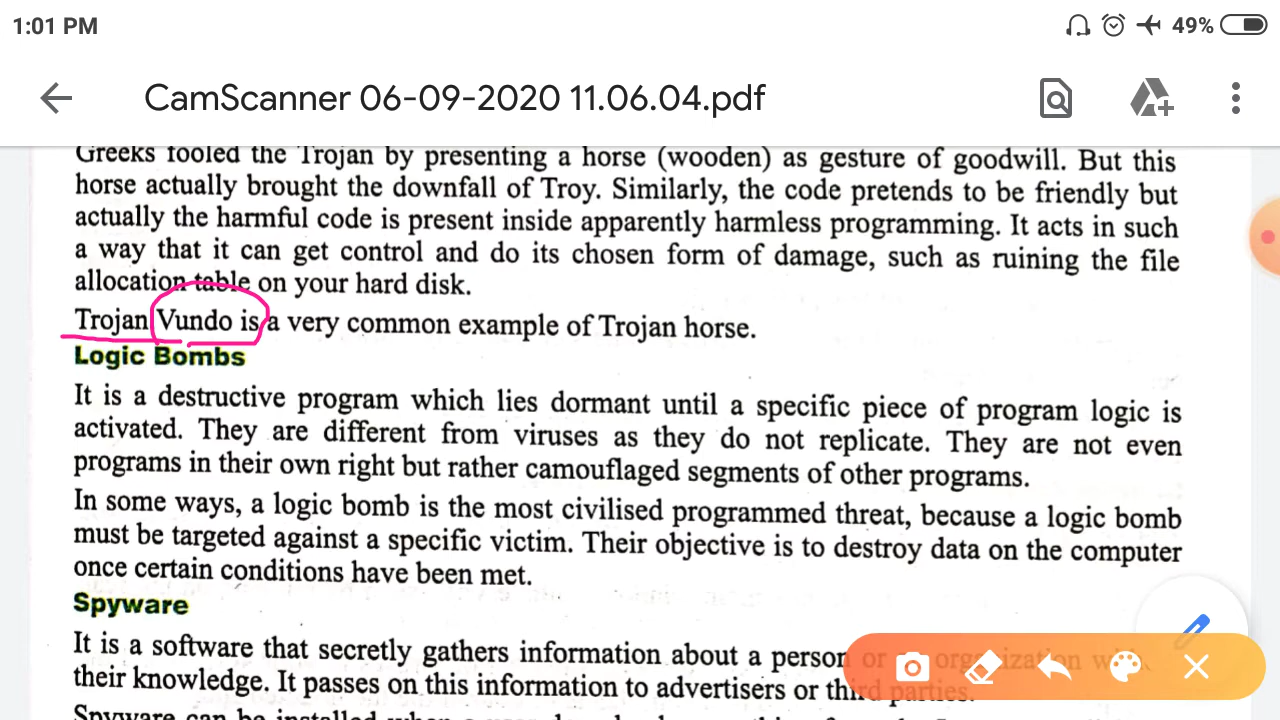 1:01 PM
49%
CamScanner 06-09-2020 11.06.04.pdf
Greeks fooled the Trojan by presenting a horse (wooden) as gesture of goodwill. But this
horse actually brought the downfall of Troy. Similarly, the code pretends to be friendly but
actually the harmful code is present inside apparently harmless programming. It acts in such
a way that it can get control and do its chosen form of damage, such as ruining the file
allocation table on your hard disk.
Trojan Vundo is a very common example of Trojan horse.
Logic Bombs
It is a destructive program which lies dormant until a specific piece of program logic is
activated. They are different from viruses as they do not replicate. They are not even
programs in their own right but rather camouflaged segments of other programs.
In some ways, a logic bomb is the most civilised programmed threat, because a logic bomb
must be targeted against a specific victim. Their objective is to destroy data on the computer
once certain conditions have been met.
Spyware
It is a software that secretly gathers information about a person or
their knowledge. It passes on this information to advertisers or third parties.
Spyware can be installed when a